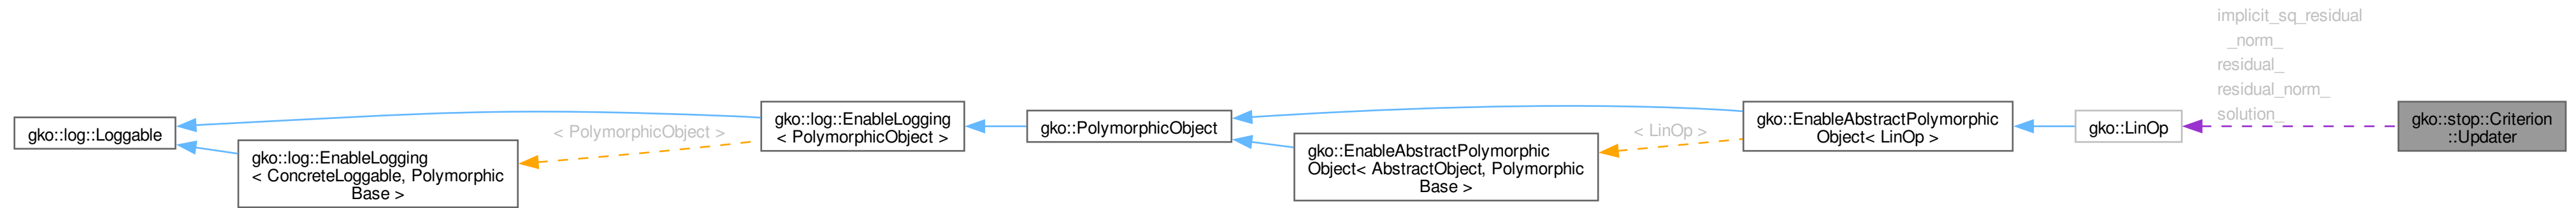 gko::log::Loggable
gko::log::EnableLogging
< ConcreteLoggable, Polymorphic
Base >
< PolymorphicObject >
gko::log::EnableLogging
< PolymorphicObject >
gko::PolymorphicObject
gko::EnableAbstractPolymorphic
Object< AbstractObject, Polymorphic
Base >
< LinOp >
gko::EnableAbstractPolymorphic
Object< LinOp >
gko::LinOp
implicit_sq_residual
_norm_
residual_
residual_norm_
solution_
gko::stop::Criterion
::Updater